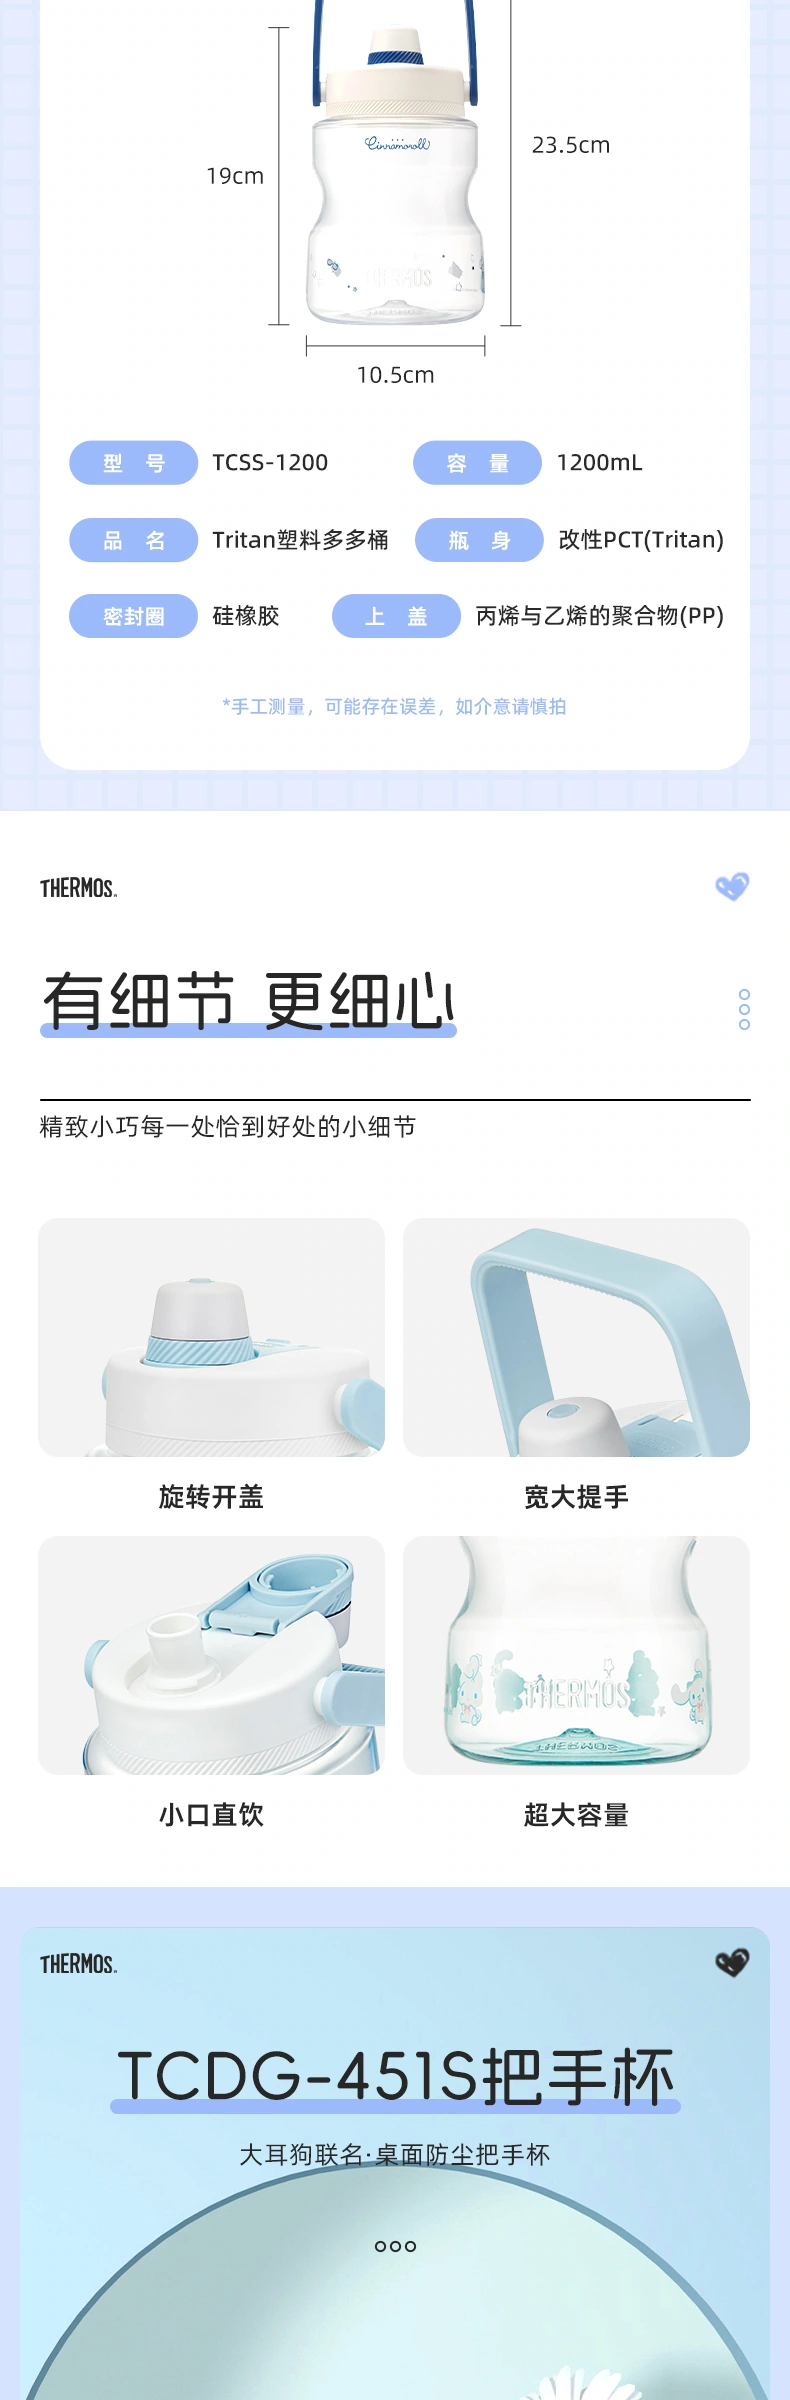 Cinnamoroll
23.5cm
19cm
THERMOS
10.5cm
型 号 TCSS-1200 容 量 1200mL
品 名 Tritan塑料多多桶 瓶 身 改性PCT(Tritan)
密封圈 硅橡胶 上 盖 丙烯与乙烯的聚合物(PP)
*手工测量，可能存在误差，如介意请慎拍
THERMOS
有细节 更细心
精致小巧每一处恰到好处的小细节
旋转开盖 宽大提手
THERMOS
THERMOS
小口直饮 超大容量
THERMOS
TCDG-451S把手杯
大耳狗联名·桌面防尘把手杯